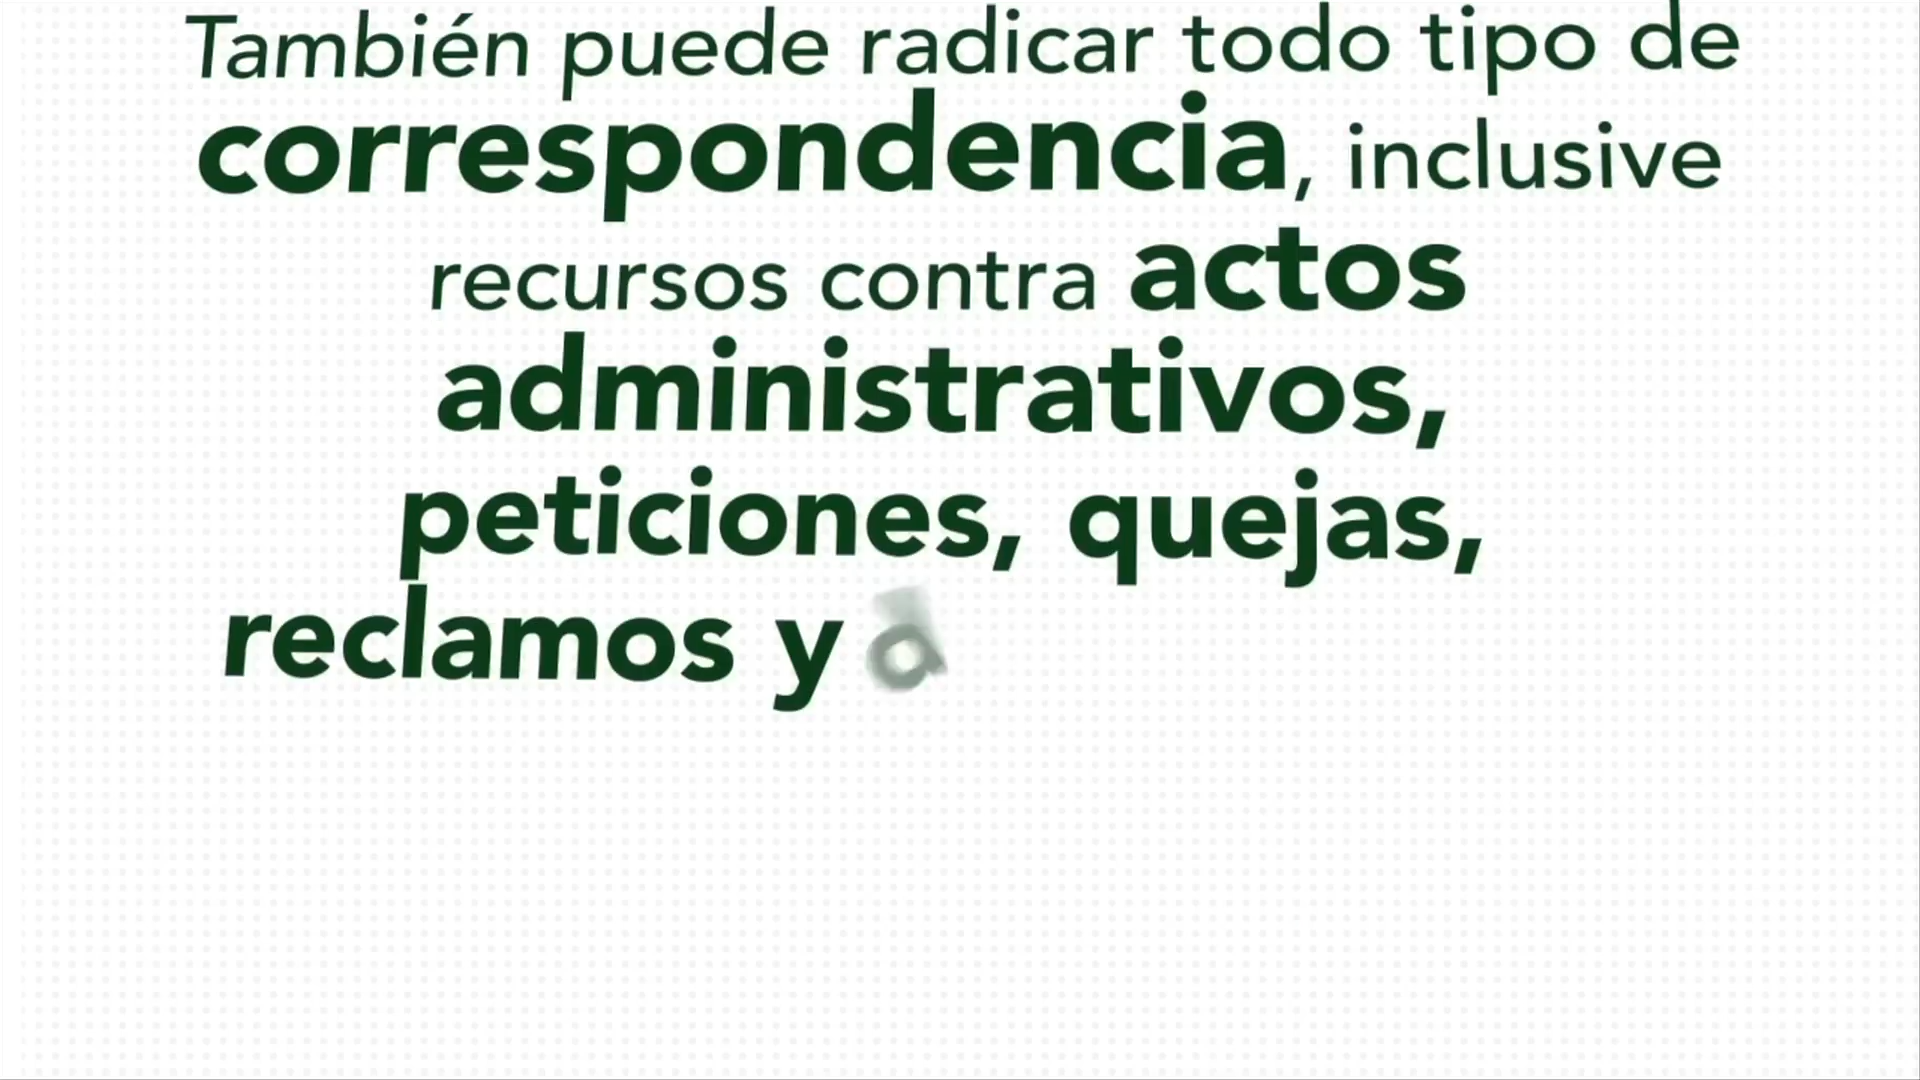 También puede radicar todo tipo de
correspondencia, inclusive
recursos contra actos
administrativos,
peticiones, quejas,
reclamos y